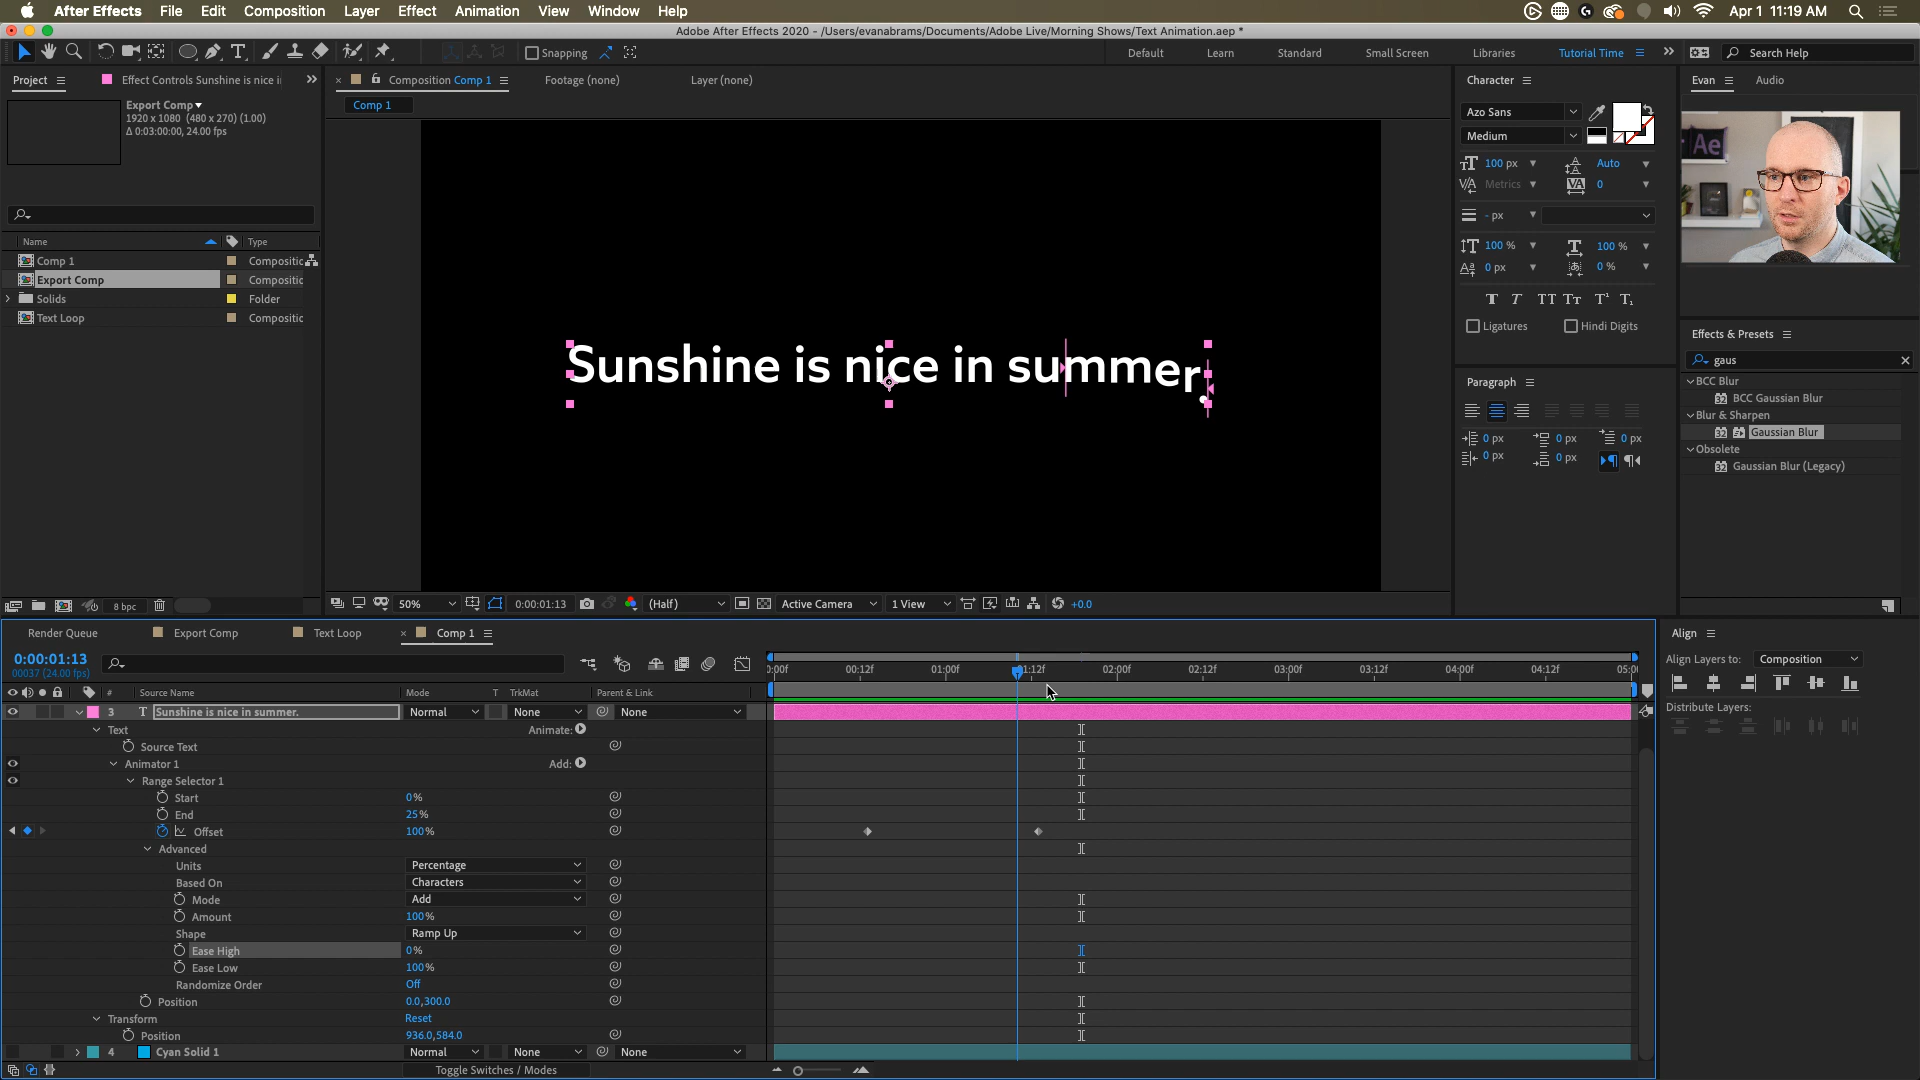 After Effects File Edit Composition Layer Effect Animation View Window Help Apr 1 11:19 AM
Adobe After Effects 2020 - /Users/evanabrams/Documents/Adobe Live/Morning Shows/Text Animation.aep *
Snapping Default Learn Standard Small Screen Libraries Tutorial Time Search Help
Project Effect Controls Sunshine is nice i
Composition Comp 1 Footage (none) Layer (none)
Comp 1
Export Comp
1920 x 1080 (480 x 270) (1.00)
Δ 0:03:00:00, 24.00 fps
Name Type
Comp 1 Compositic
Export Comp Compositic
Solids Folder
Text Loop Compositic
8 bpc
Sunshine is nice in summer.
50% 0:00:01:13 (Half) Active Camera 1 View +0.0
Character
Azo Sans
Medium
100 px Auto
Metrics 0
- px
100 % 100 %
0 px 0 %
T T TT Tт T¹ T₁
Ligatures Hindi Digits
Paragraph
0 px 0 px 0 px
0 px 0 px
Evan Audio
Ae
Effects & Presets
gaus
BCC Blur
BCC Gaussian Blur
Blur & Sharpen
Gaussian Blur
Obsolete
Gaussian Blur (Legacy)
Render Queue Export Comp Text Loop Comp 1
0:00:01:13
00037 (24.00 fps)
:00f 00:12f 01:00f 01:12f 02:00f 02:12f 03:00f 03:12f 04:00f 04:12f 05:00
# Source Name Mode T TrkMat Parent & Link
3 T Sunshine is nice in summer. Normal None None
Text Animate:
Source Text
Animator 1 Add:
Range Selector 1
Start 0%
End 25%
Offset 100%
Advanced
Units Percentage
Based On Characters
Mode Add
Amount 100%
Shape Ramp Up
Ease High 0%
Ease Low 100%
Randomize Order Off
Position 0.0,300.0
Transform Reset
Position 936.0,584.0
4 Cyan Solid 1 Normal None None
Toggle Switches / Modes
Align
Align Layers to: Composition
Distribute Layers: